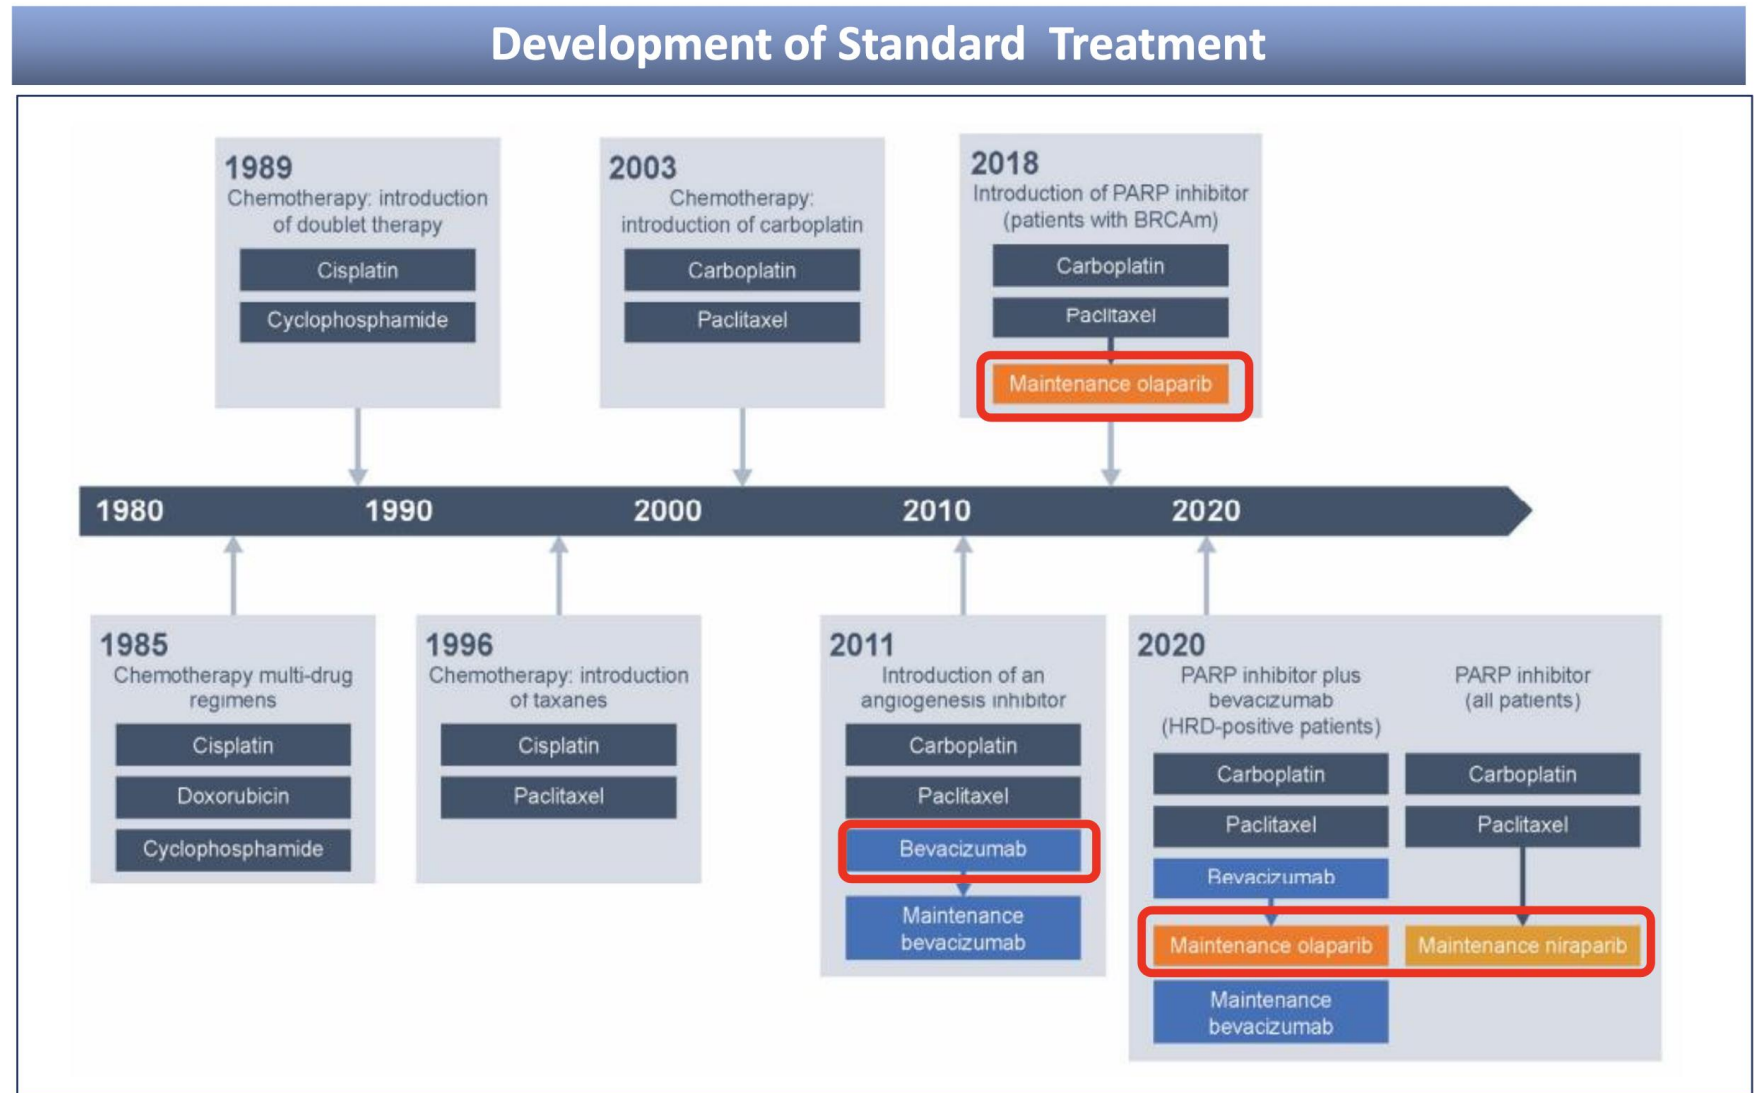 Development of Standard Treatment
1989
Chemotherapy: introduction
of doublet therapy
Cisplatin
Cyclophosphamide
2003
Chemotherapy:
introduction of carboplatin
Carboplatin
Paclitaxel
2018
Introduction of PARP inhibitor
(patients with BRCAm)
Carboplatin
Paclitaxel
Maintenance olaparib
1980 1990 2000 2010 2020
1985
Chemotherapy multi-drug
regimens
Cisplatin
Doxorubicin
Cyclophosphamide
1996
Chemotherapy: introduction
of taxanes
Cisplatin
Paclitaxel
2011
Introduction of an
angiogenesis inhibitor
Carboplatin
Paclitaxel
Bevacizumab
Maintenance
bevacizumab
2020
PARP inhibitor plus
bevacizumab
(HRD-positive patients)
Carboplatin
Paclitaxel
Bevacizumab
Maintenance olaparib
Maintenance
bevacizumab
PARP inhibitor
(all patients)
Carboplatin
Paclitaxel
Maintenance niraparib